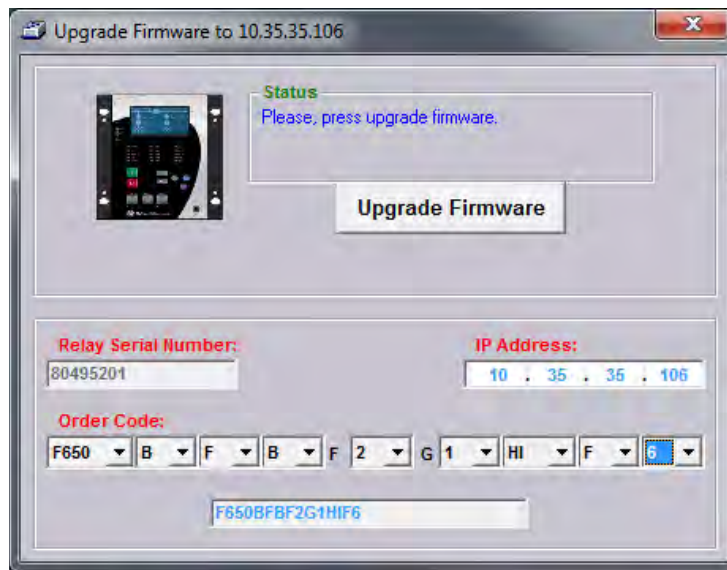 Upgrade Firmware to 10.35.35.106
Status
Please, press upgrade firmware.
Upgrade Firmware
Relay Serial Number:
IP Address:
80495201
10 . 35 . 35 . 106
Order Code:
F650 B F B F 2 G 1 HI F 6
F650BFBF2G1HIF6